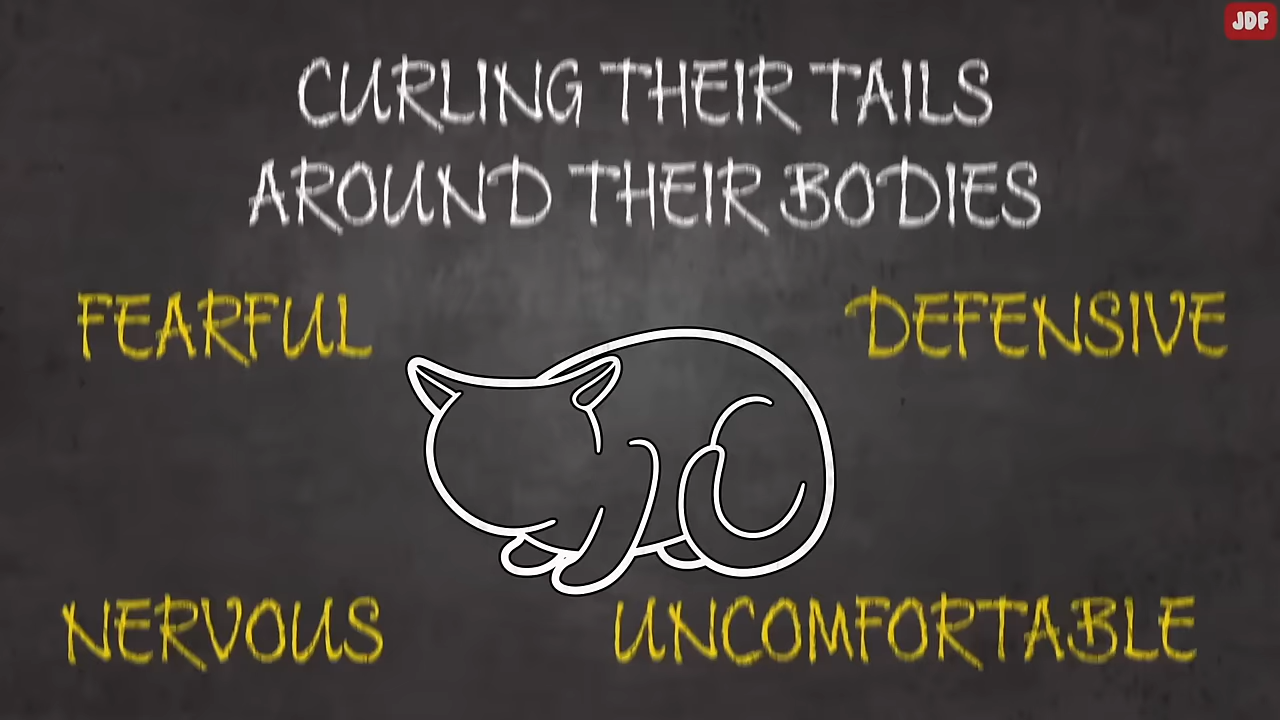 JDF
CURLING THEIR TAILS
AROUND THEIR BODIES
FEARFUL
DEFENSIVE
NERVOUS
UNCOMFORTABLE